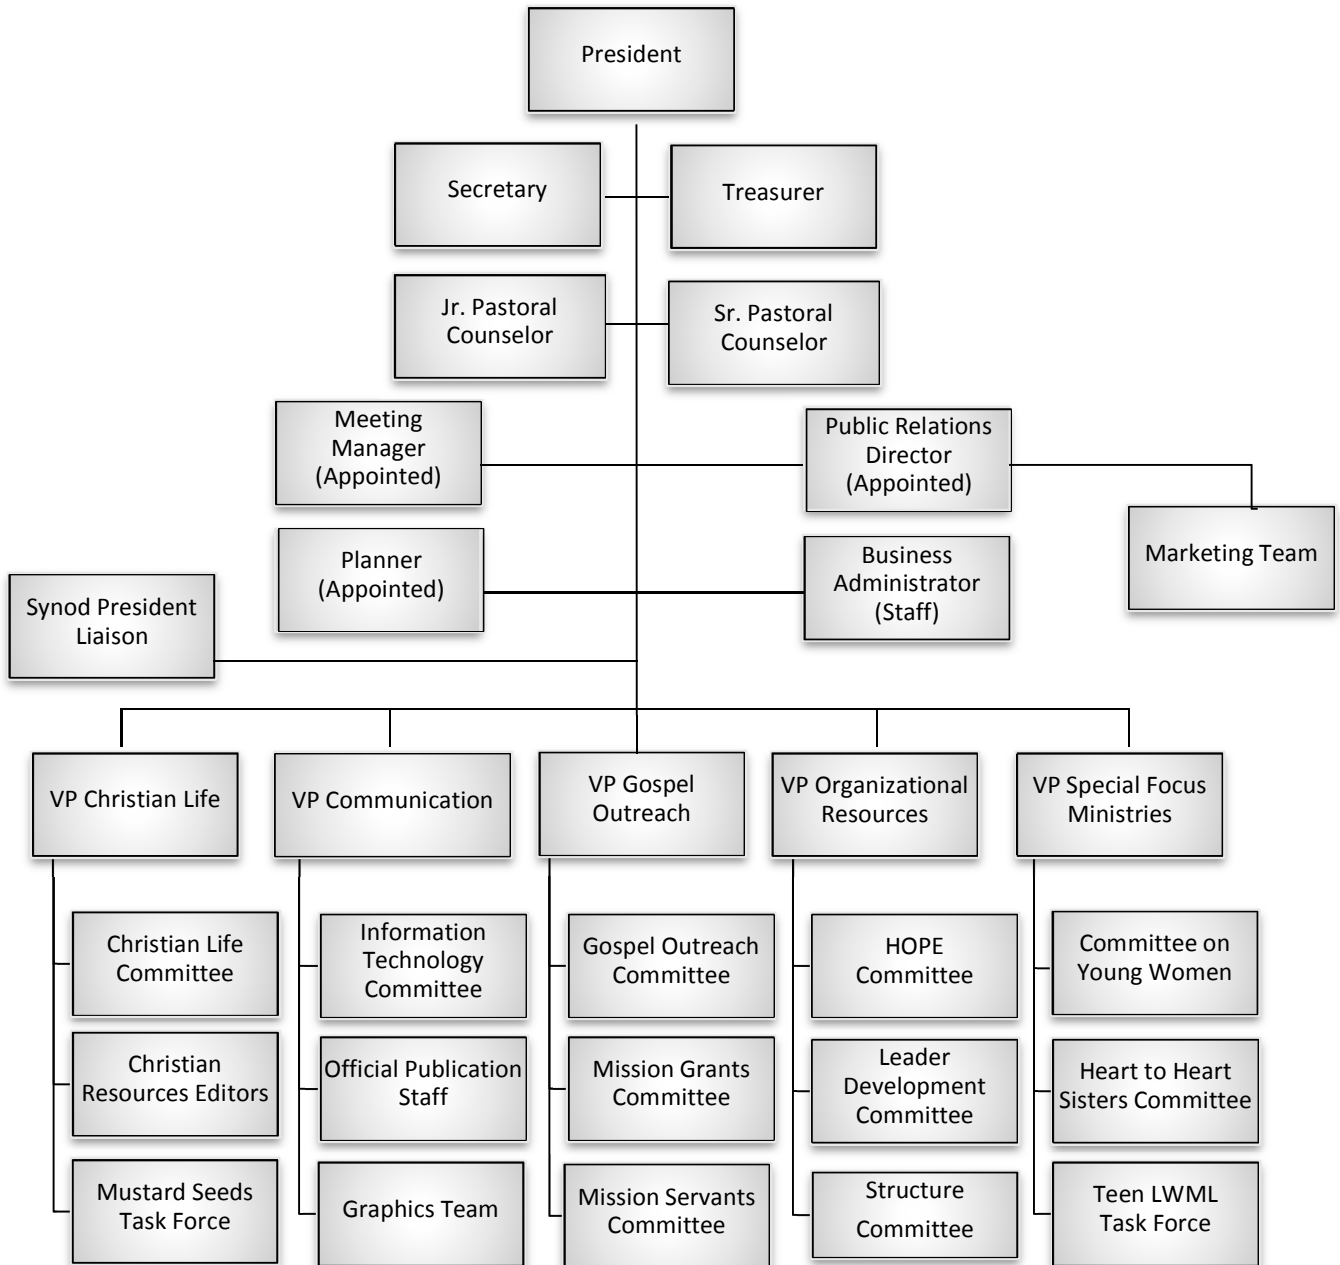 President
Secretary
Treasurer
Jr. Pastoral
Counselor
Sr. Pastoral
Counselor
Meeting
Manager
(Appointed)
Public Relations
Director
(Appointed)
Marketing Team
Planner
(Appointed)
Business
Administrator
(Staff)
Synod President
Liaison
VP Christian Life
VP Communication
VP Gospel
Outreach
VP Organizational
Resources
VP Special Focus
Ministries
Christian Life
Committee
Christian
Resources Editors
Mustard Seeds
Task Force
Information
Technology
Committee
Official Publication
Staff
Graphics Team
Gospel Outreach
Committee
Mission Grants
Committee
Mission Servants
Committee
HOPE
Committee
Leader
Development
Committee
Structure
Committee
Committee on
Young Women
Heart to Heart
Sisters Committee
Teen LWML
Task Force